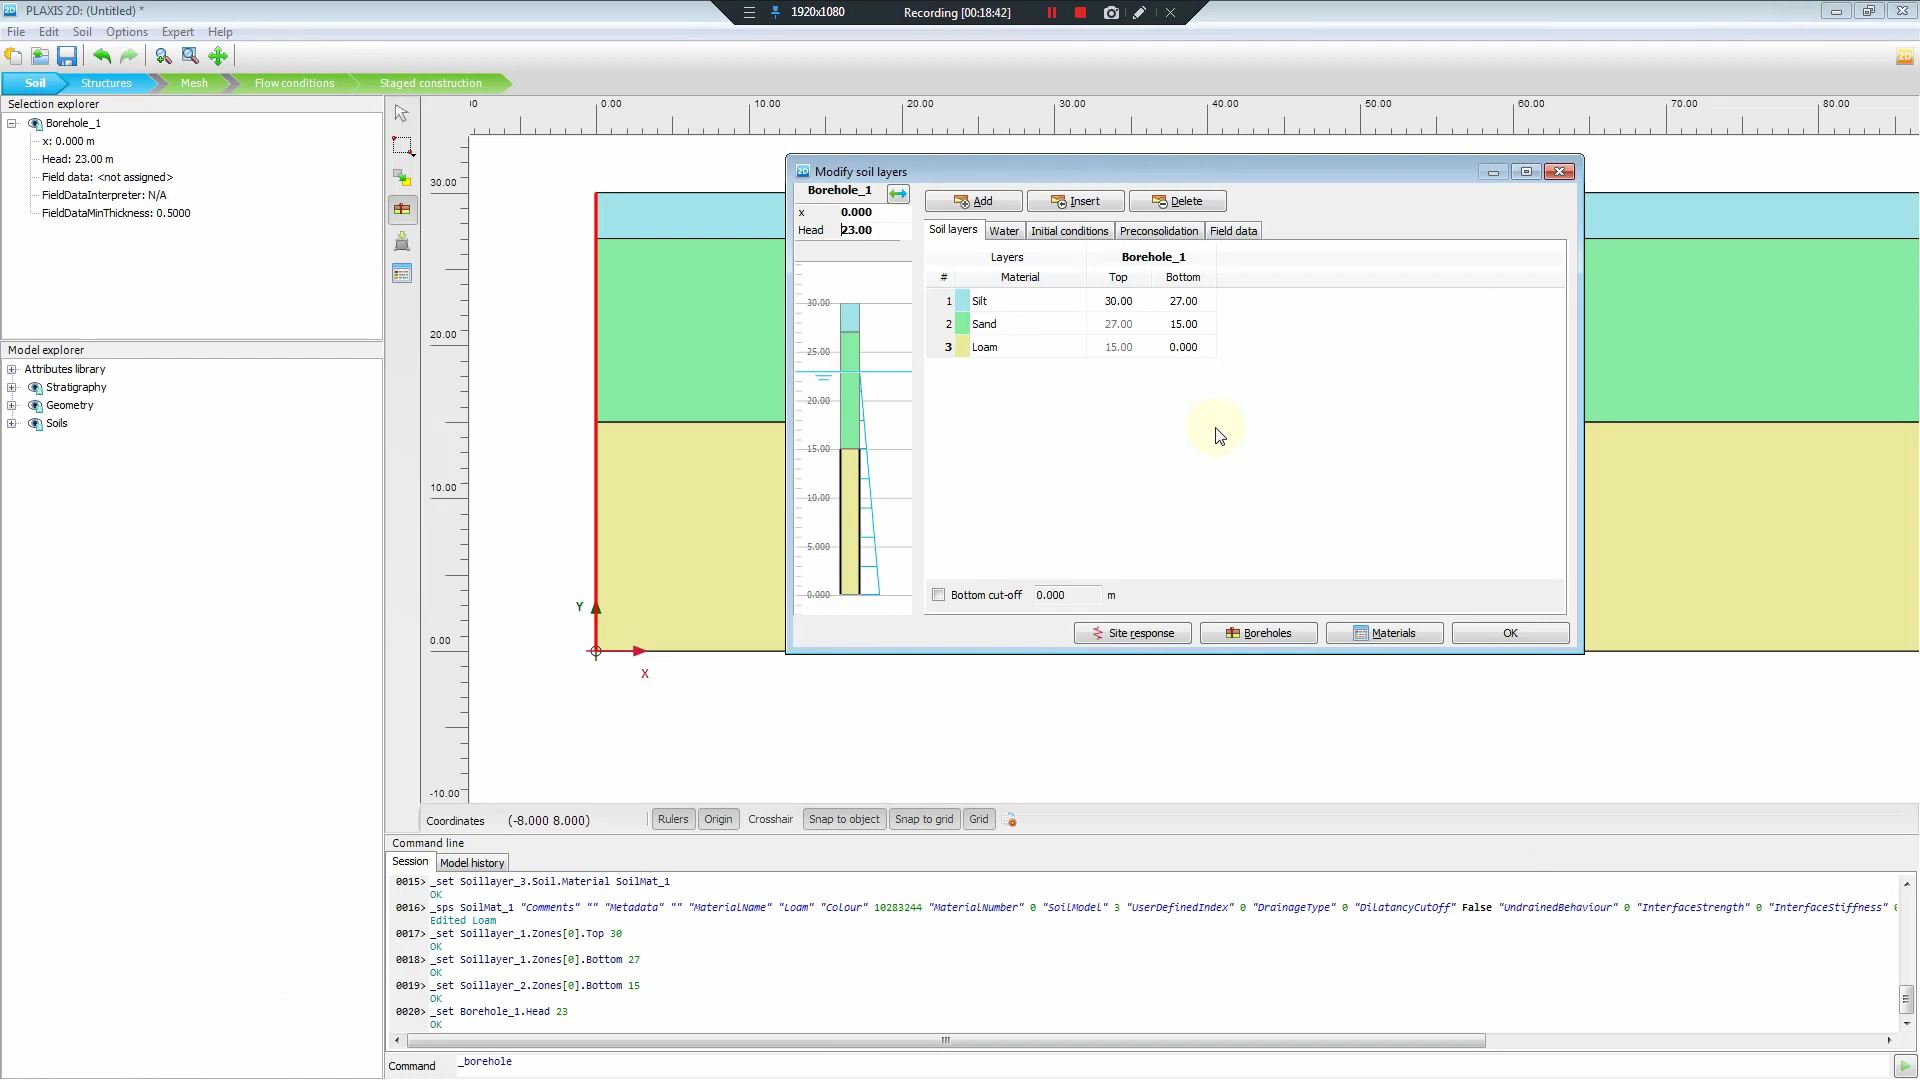 PLAXIS 2D: (Untitled) *
1920x1080
Recording [00:18:42]
File Edit Soil Options Expert Help
Soil Structures Mesh Flow conditions Staged construction
Selection explorer
Borehole_1
x: 0.000 m
Head: 23.00 m
Field data: <not assigned>
FieldDataInterpreter: N/A
FieldDataMinThickness: 0.5000
Model explorer
Attributes library
Stratigraphy
Geometry
Soils
0.00 10.00 20.00 30.00 40.00 50.00 60.00 70.00 80.00
30.00
20.00
10.00
0.00
-10.00
Y
X
Modify soil layers
Borehole_1
x 0.000
Head 23.00
30.00
25.00
20.00
15.00
10.00
5.000
0.000
Add Insert Delete
Soil layers Water Initial conditions Preconsolidation Field data
Layers Borehole_1
# Material Top Bottom
1 Silt 30.00 27.00
2 Sand 27.00 15.00
3 Loam 15.00 0.000
Bottom cut-off 0.000 m
Site response Boreholes Materials OK
Coordinates (-8.000 8.000) Rulers Origin Crosshair Snap to object Snap to grid Grid
Command line
Session Model history
0015> _set Soillayer_3.Soil.Material SoilMat_1
OK
0016> _sps SoilMat_1 "Comments" "" "Metadata" "" "MaterialName" "Loam" "Colour" 10283244 "MaterialNumber" 0 "SoilModel" 3 "UserDefinedIndex" 0 "DrainageType" 0 "DilatancyCutOff" False "UndrainedBehaviour" 0 "InterfaceStrength" 0 "InterfaceStiffness"
Edited Loam
0017> _set Soillayer_1.Zones[0].Top 30
OK
0018> _set Soillayer_1.Zones[0].Bottom 27
OK
0019> _set Soillayer_2.Zones[0].Bottom 15
OK
0020> _set Borehole_1.Head 23
OK
Command _borehole